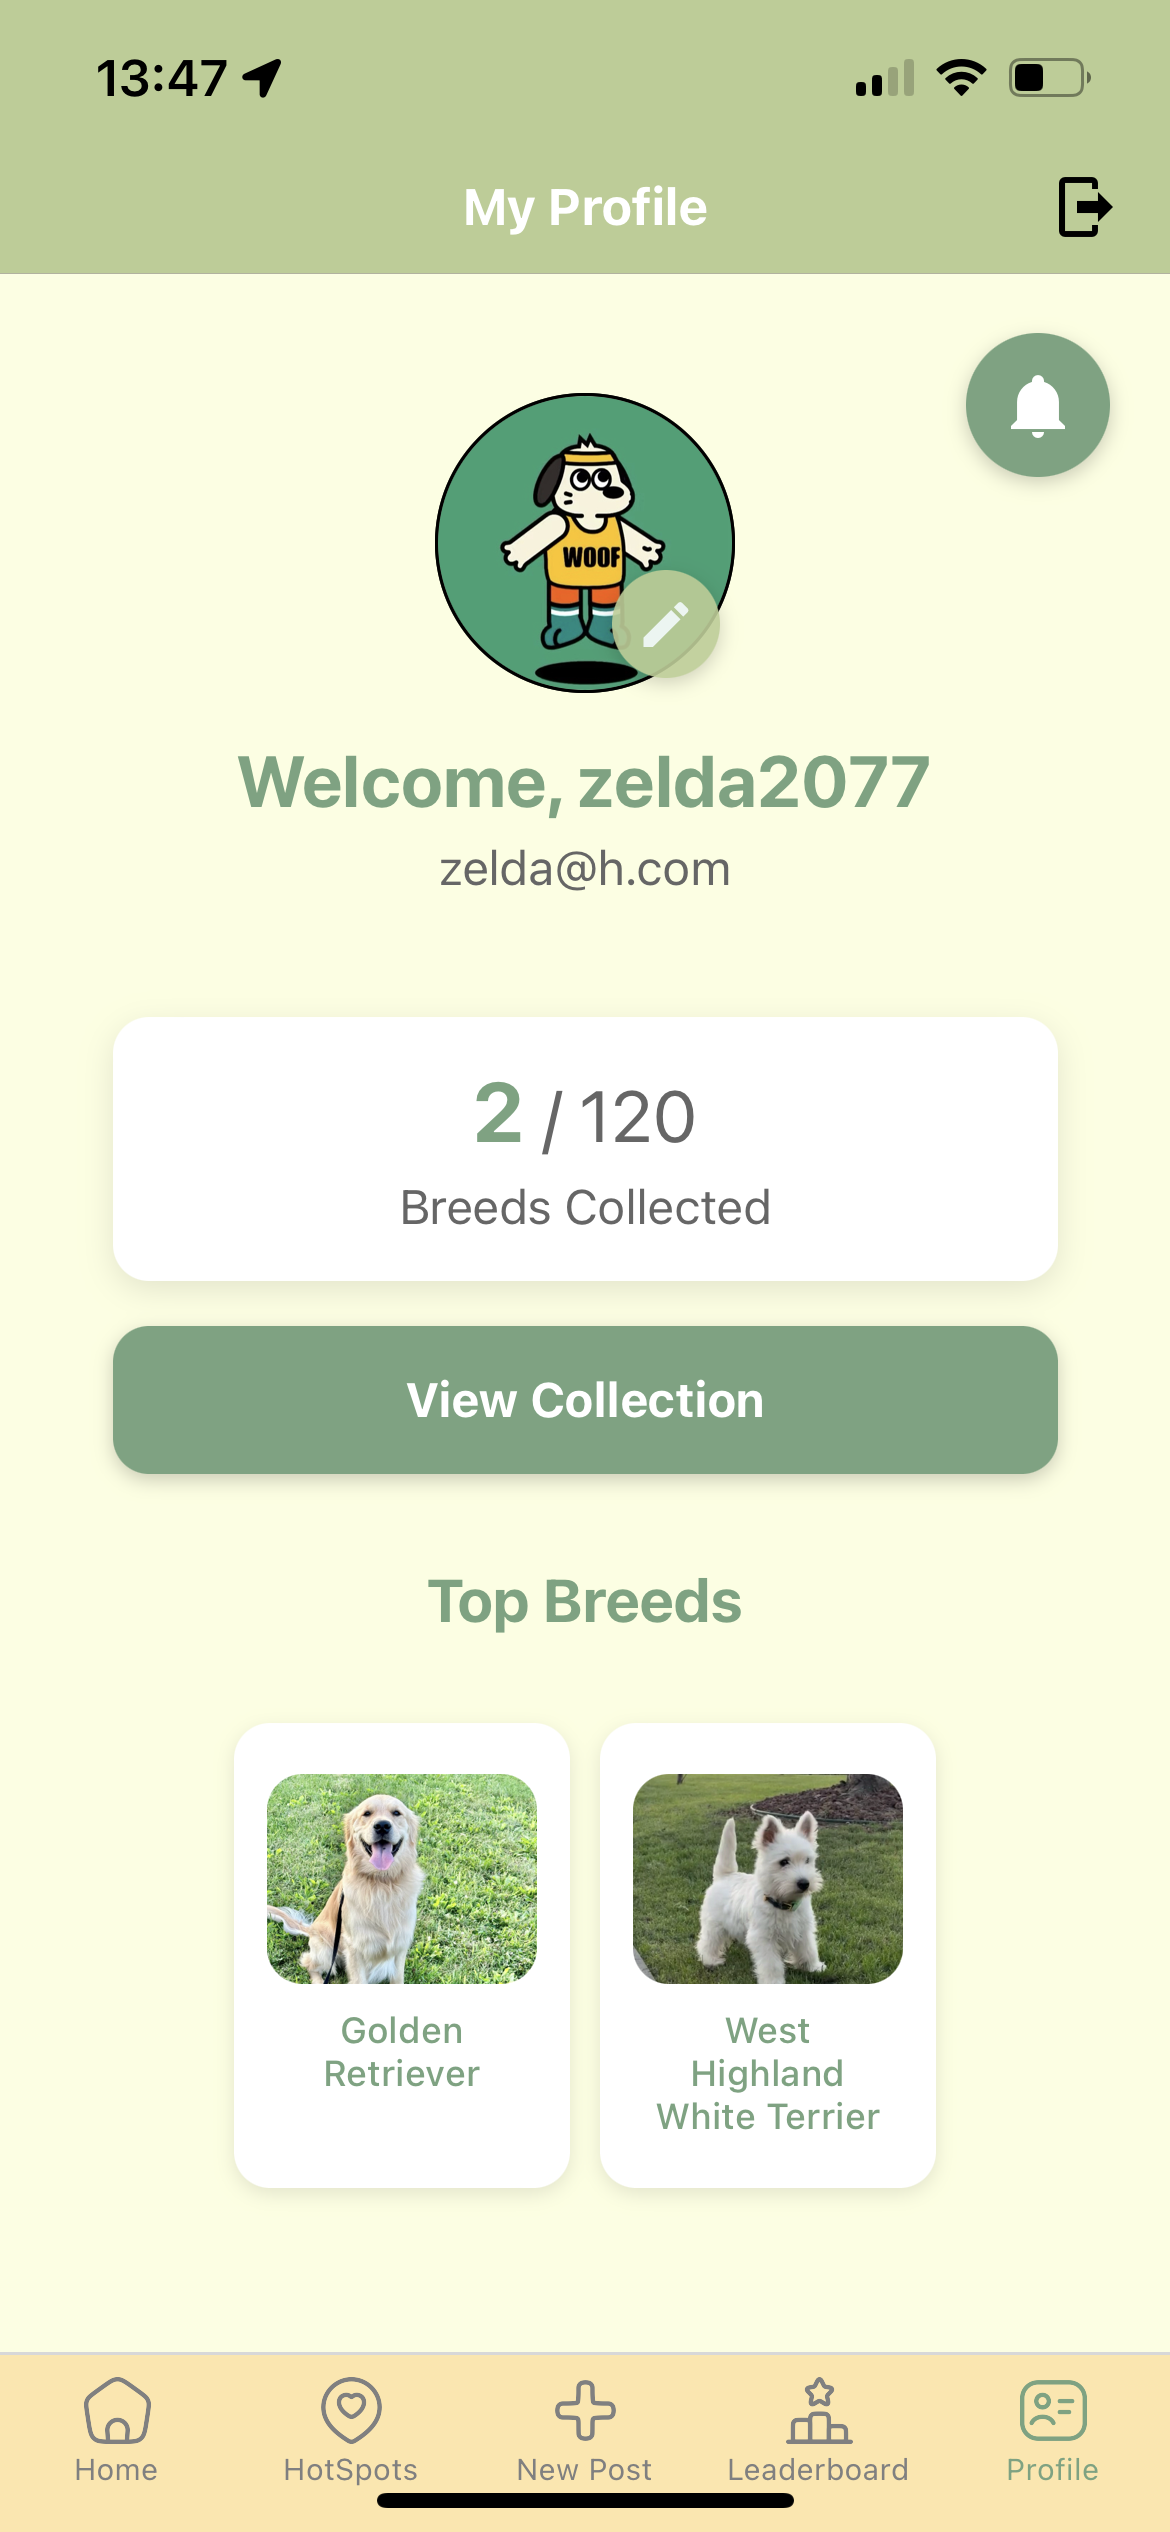 13:47
My Profile
WOOF
Welcome, zelda2077
zelda@h.com
2 / 120
Breeds Collected
View Collection
Top Breeds
Golden
Retriever
West
Highland
White Terrier
Home
HotSpots
New Post
Leaderboard
Profile